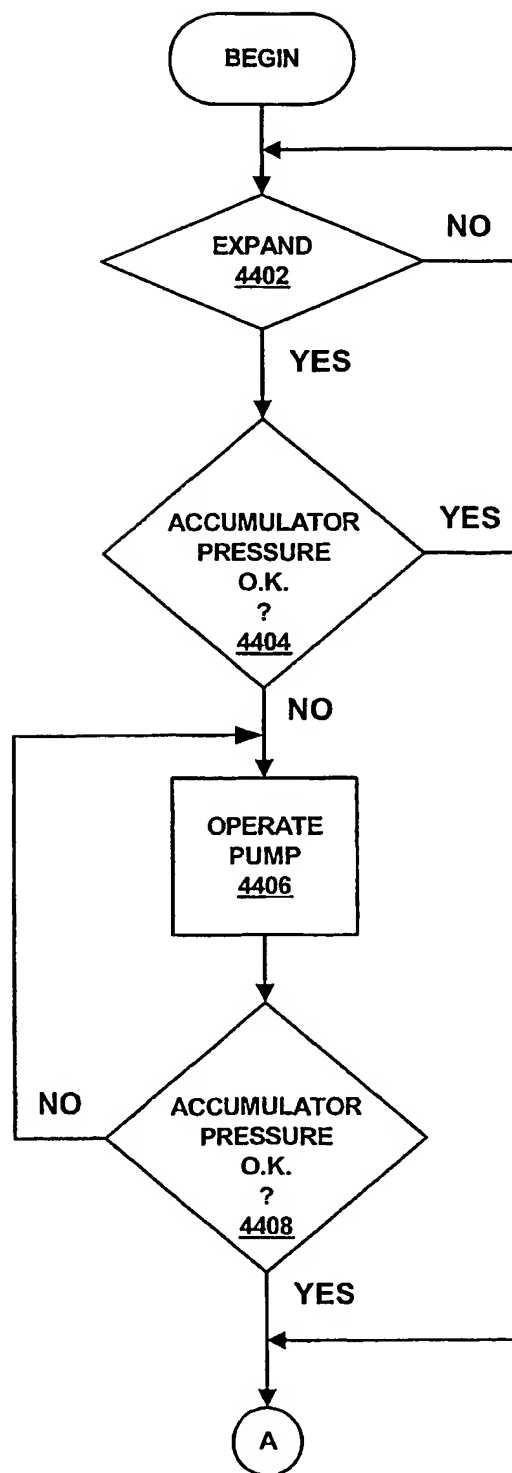 BEGIN
EXPAND
4402
NO
YES
ACCUMULATOR
PRESSURE
O.K.
?
4404
YES
NO
OPERATE
PUMP
4406
ACCUMULATOR
PRESSURE
O.K.
?
4408
NO
YES
A